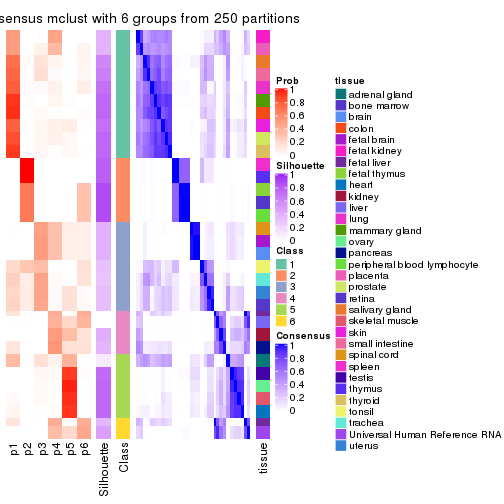 sensus mclust with 6 groups from 250 partitions
Prob
1
0.8
0.6
0.4
0.2
0
Silhouette
1
0.8
0.6
0.4
0.2
0
Class
1
2
3
4
5
6
Consensus
1
0.8
0.6
0.4
0.2
0
tissue
adrenal gland
bone marrow
brain
colon
fetal brain
fetal kidney
fetal liver
fetal thymus
heart
kidney
liver
lung
mammary gland
ovary
pancreas
peripheral blood lymphocyte
placenta
prostate
retina
salivary gland
skeletal muscle
skin
small intestine
spinal cord
spleen
testis
thymus
thyroid
tonsil
trachea
Universal Human Reference RNA
uterus
p1
p2
p3
p4
p5
p6
Silhouette
Class
tissue